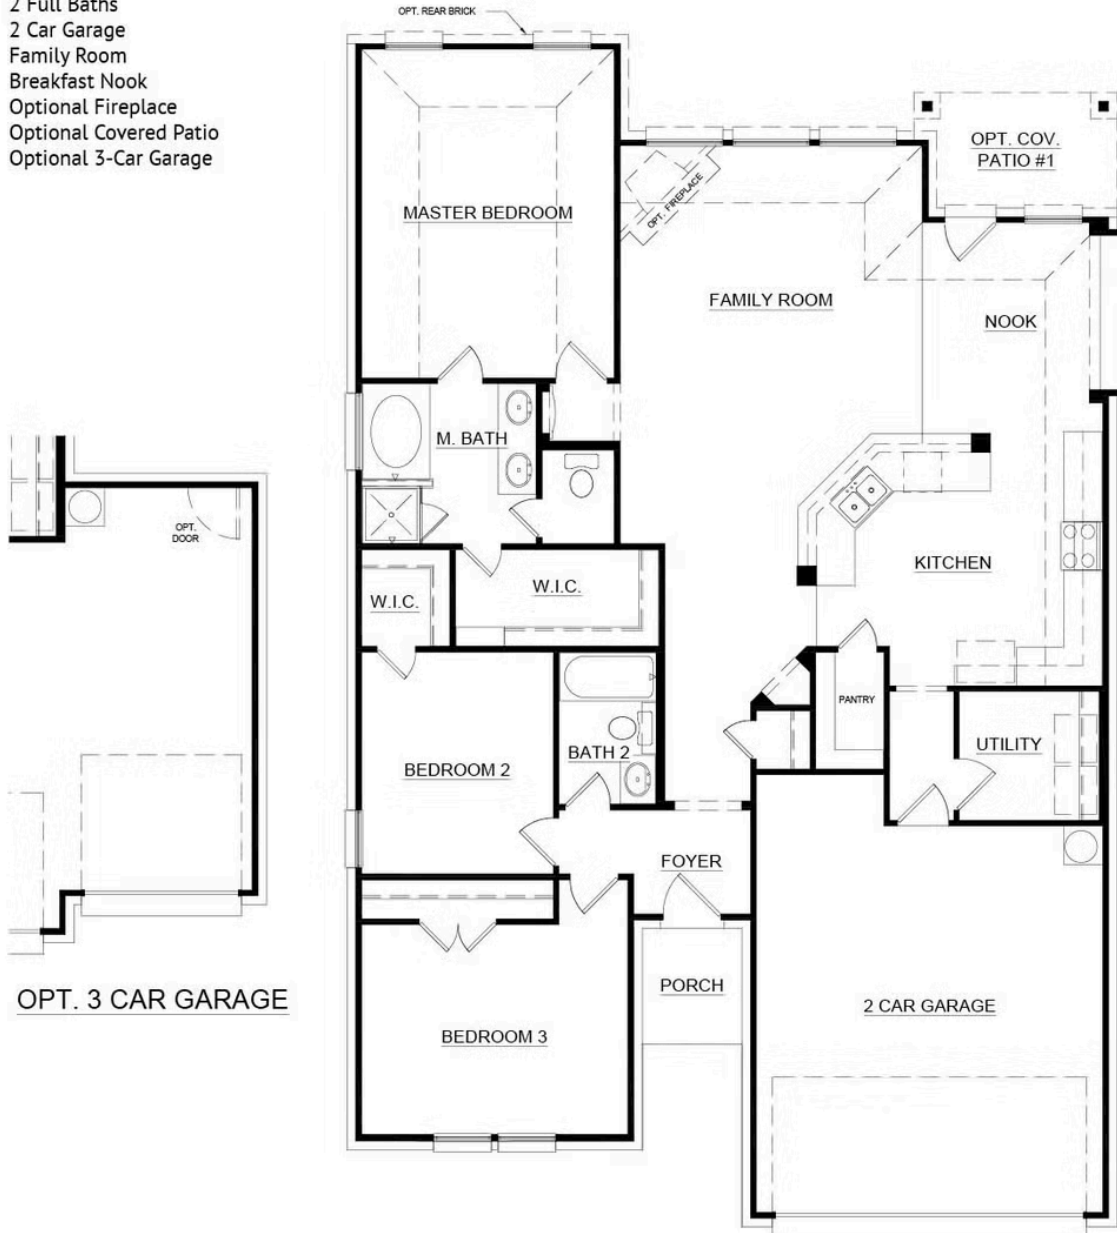 2 Full Baths
2 Car Garage
Family Room
Breakfast Nook
Optional Fireplace
Optional Covered Patio
Optional 3-Car Garage
OPT. REAR BRICK
OPT. COV.
PATIO #1
MASTER BEDROOM
OPT. FIREPLACE
FAMILY ROOM
NOOK
M. BATH
OPT.
DOOR
KITCHEN
W.I.C.
W.I.C.
PANTRY
UTILITY
BATH 2
BEDROOM 2
FOYER
PORCH
OPT. 3 CAR GARAGE
2 CAR GARAGE
BEDROOM 3